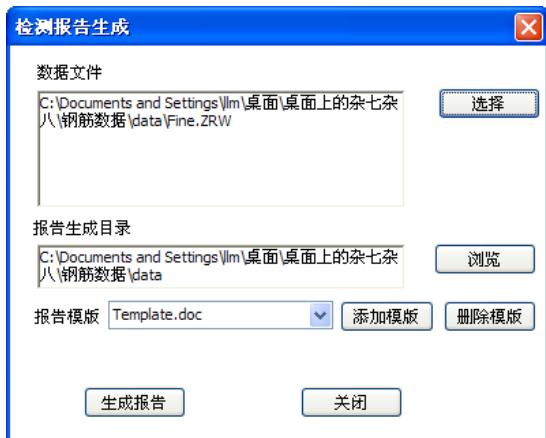 检测报告生成
数据文件
C:\Documents and Settings\lm\桌面\桌面上的杂七杂
八\钢筋数据\data\Fine.ZRW
选择
报告生成目录
C:\Documents and Settings\lm\桌面\桌面上的杂七杂
八\钢筋数据\data
浏览
报告模版 Template.doc 添加模版 删除模版
生成报告 关闭